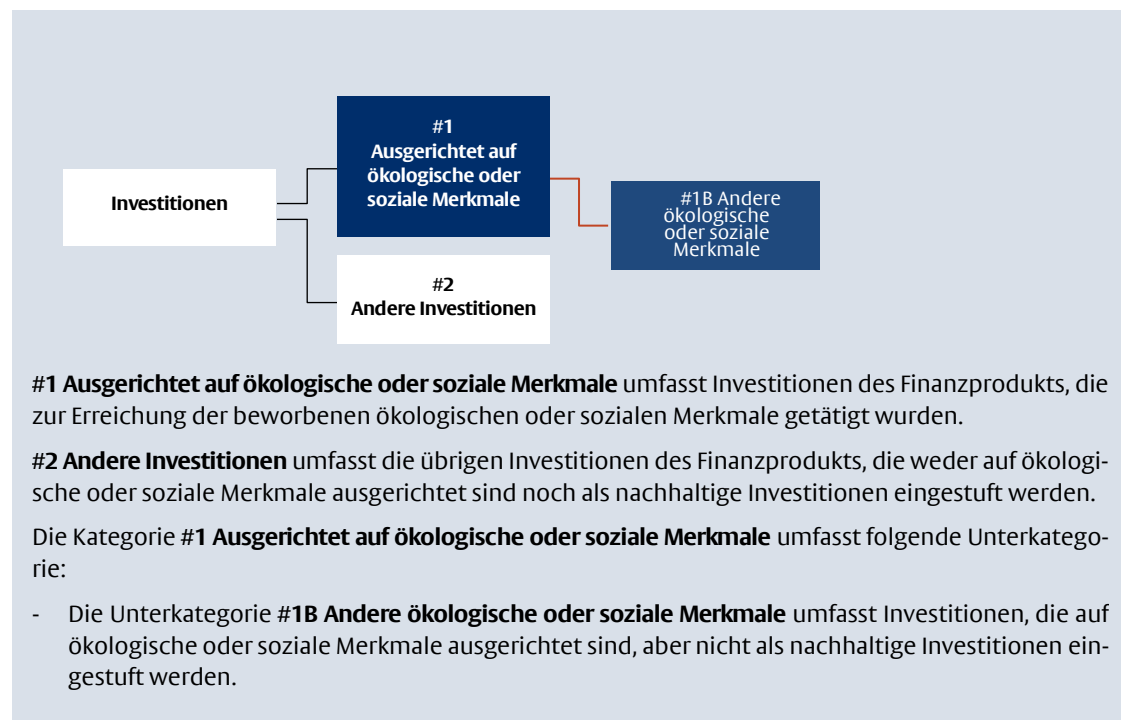 #1
Ausgerichtet auf
ökologische oder
soziale Merkmale
Investitionen
#1B Andere
ökologische
oder soziale
Merkmale
#2
Andere Investitionen
#1 Ausgerichtet auf ökologische oder soziale Merkmale umfasst Investitionen des Finanzprodukts, die
zur Erreichung der beworbenen ökologischen oder sozialen Merkmale getätigt wurden.
#2 Andere Investitionen umfasst die übrigen Investitionen des Finanzprodukts, die weder auf ökologi-
sche oder soziale Merkmale ausgerichtet sind noch als nachhaltige Investitionen eingestuft werden.
Die Kategorie #1 Ausgerichtet auf ökologische oder soziale Merkmale umfasst folgende Unterkatego-
rie:
- Die Unterkategorie #1B Andere ökologische oder soziale Merkmale umfasst Investitionen, die auf
ökologische oder soziale Merkmale ausgerichtet sind, aber nicht als nachhaltige Investitionen ein-
gestuft werden.